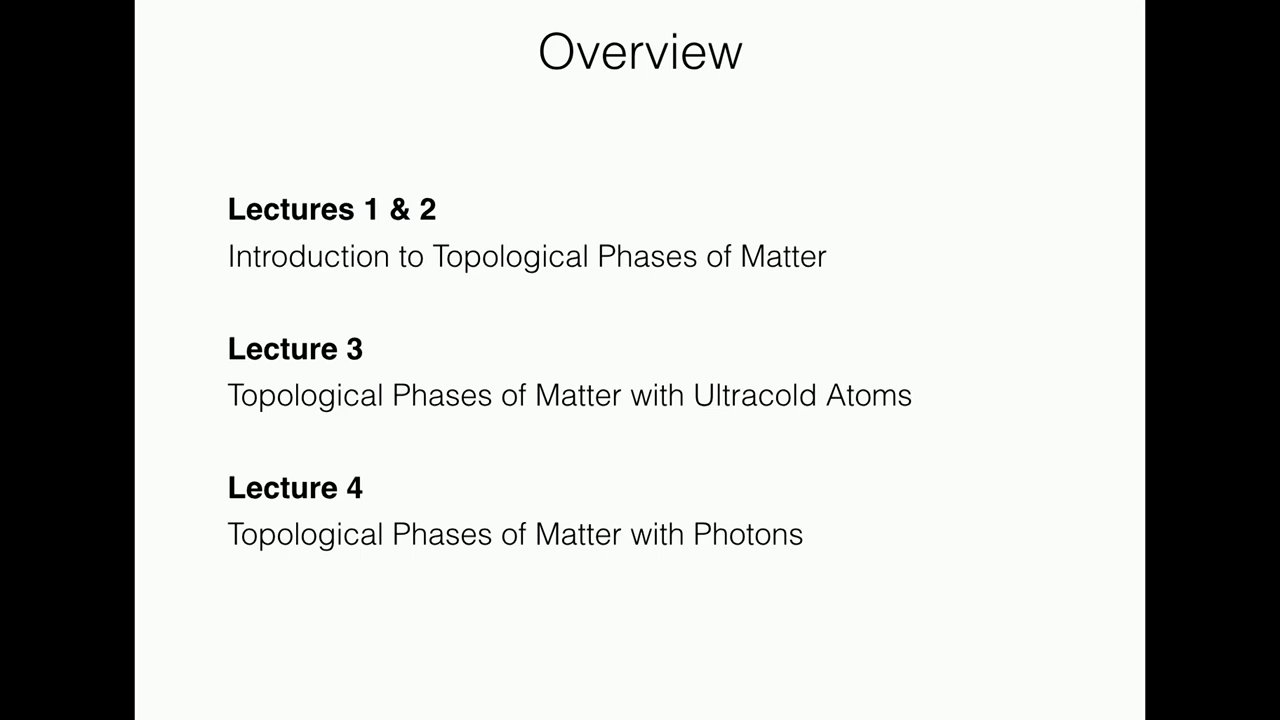 Overview
Lectures 1 & 2
Introduction to Topological Phases of Matter
Lecture 3
Topological Phases of Matter with Ultracold Atoms
Lecture 4
Topological Phases of Matter with Photons